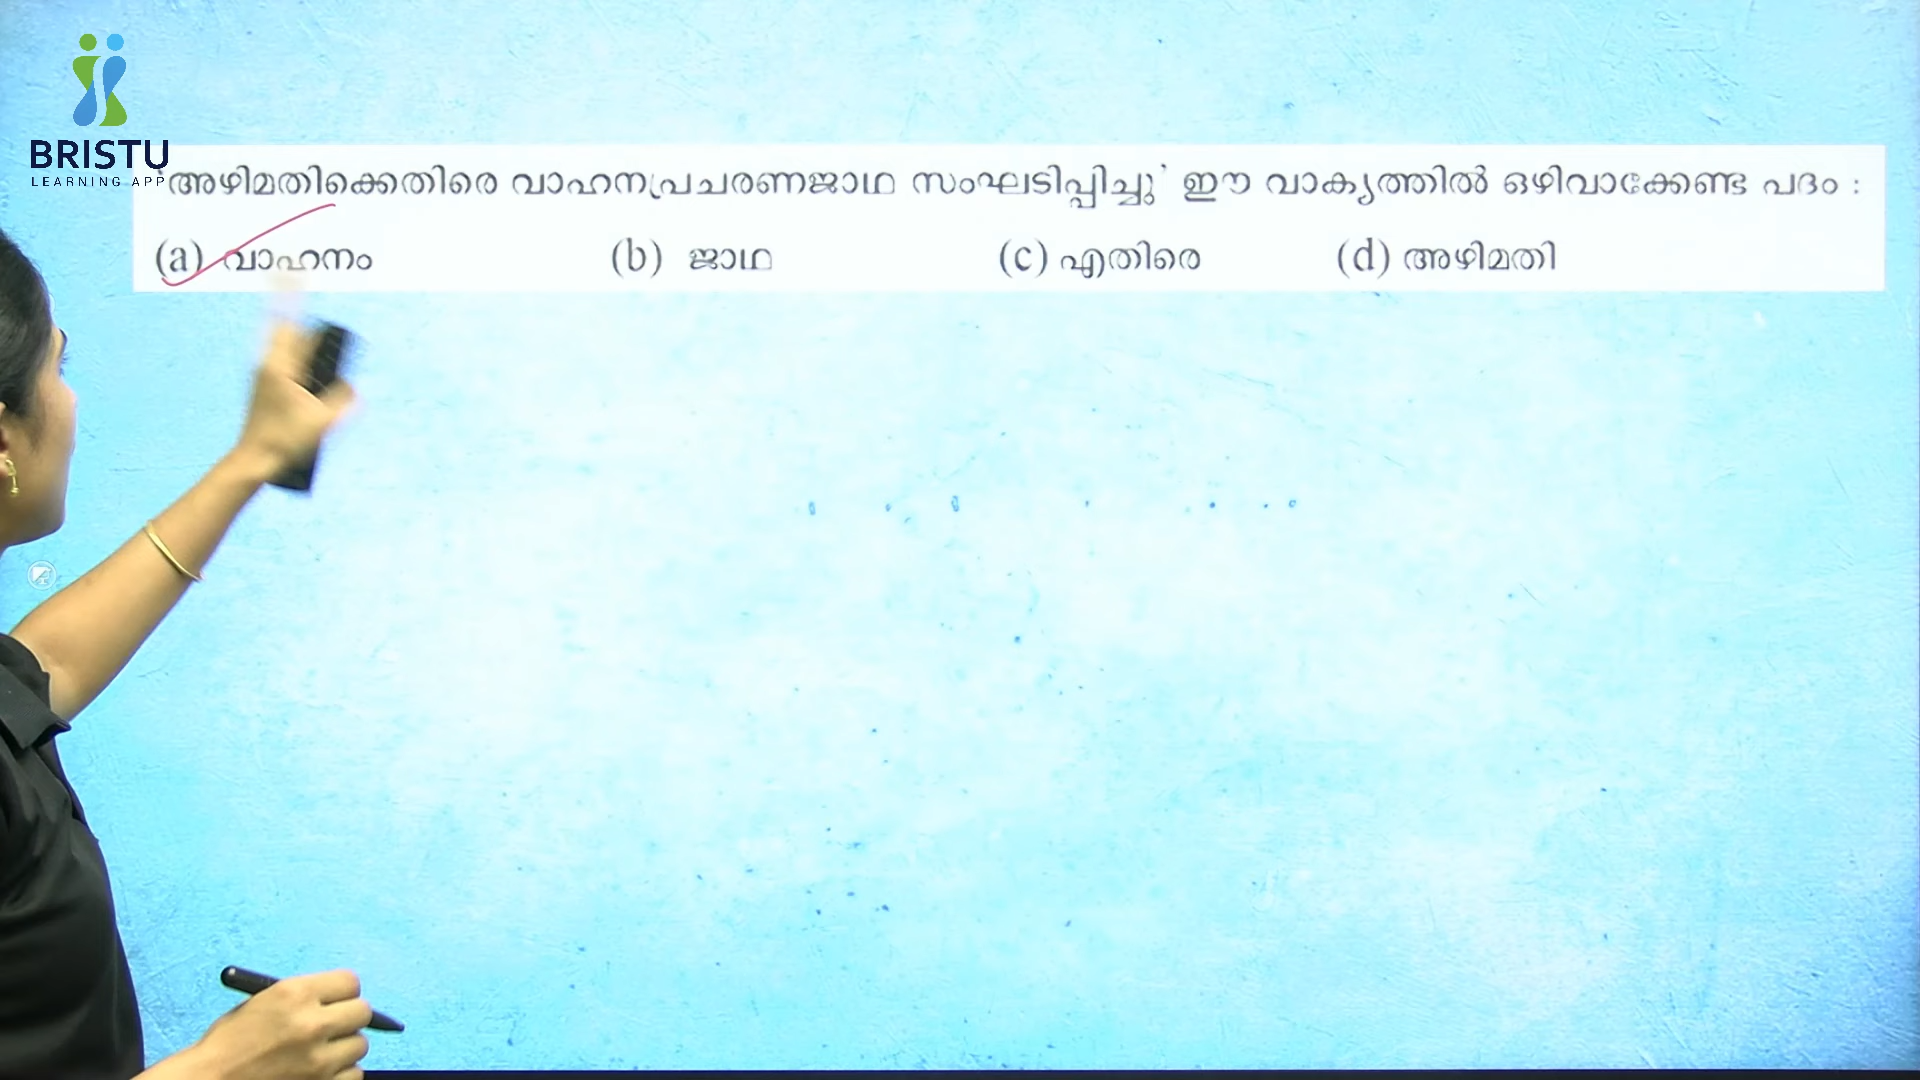 BRISTU
LEARNING APP
'അഴിമതിക്കെതിരെ വാഹനപ്രചരണജാഥ സംഘടിപ്പിച്ചു' ഈ വാക്യത്തിൽ ഒഴിവാക്കേണ്ട പദം :
(a) വാഹനം (b) ജാഥ (c) എതിരെ (d) അഴിമതി